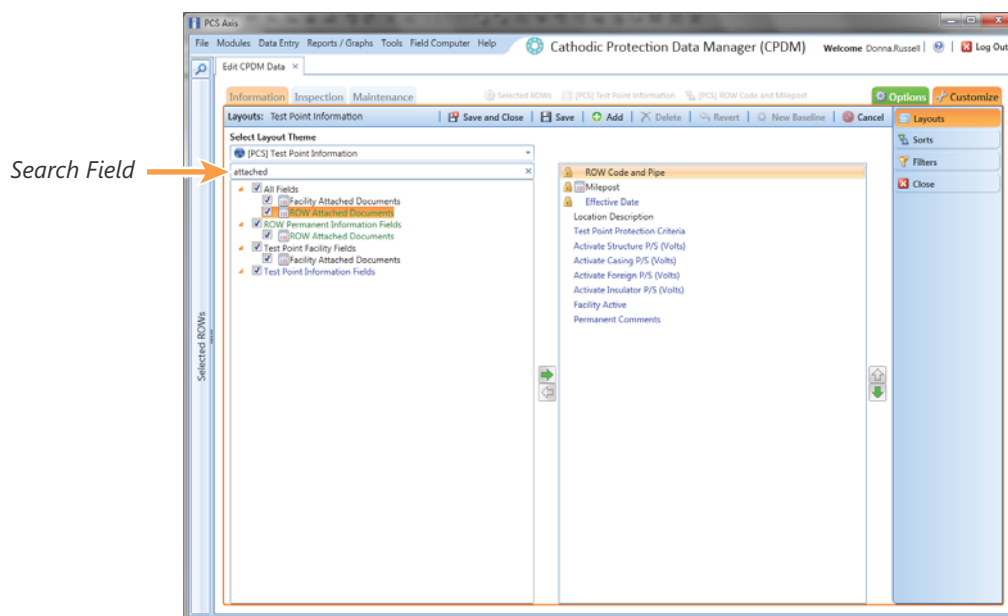 PCS Axis
File Modules Data Entry Reports / Graphs Tools Field Computer Help Cathodic Protection Data Manager (CPDM) Welcome Donna.Russell Log Out
Edit CPDM Data ×
Information Inspection Maintenance Selected ROWs [PCS] Test Point Information [PCS] ROW Code and Milepost Options Customize
Layouts: Test Point Information | Save and Close | Save | Add | Delete | Revert | New Baseline | Cancel
Layouts
Sorts
Filters
Close
Select Layout Theme
[PCS] Test Point Information
Search Field
attached ×
All Fields
Facility Attached Documents
ROW Attached Documents
ROW Permanent Information Fields
ROW Attached Documents
Test Point Facility Fields
Facility Attached Documents
Test Point Information Fields
ROW Code and Pipe
Milepost
Effective Date
Location Description
Test Point Protection Criteria
Activate Structure P/S (Volts)
Activate Casing P/S (Volts)
Activate Foreign P/S (Volts)
Activate Insulator P/S (Volts)
Facility Active
Permanent Comments
Selected ROWs